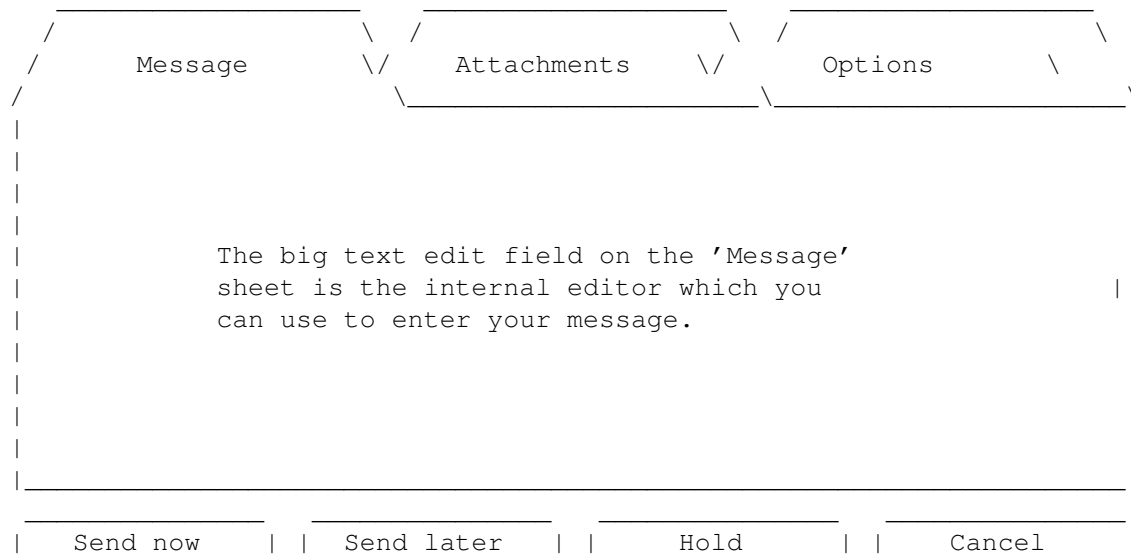 Message Attachments Options
The big text edit field on the 'Message'
sheet is the internal editor which you
can use to enter your message.
Send now Send later Hold Cancel